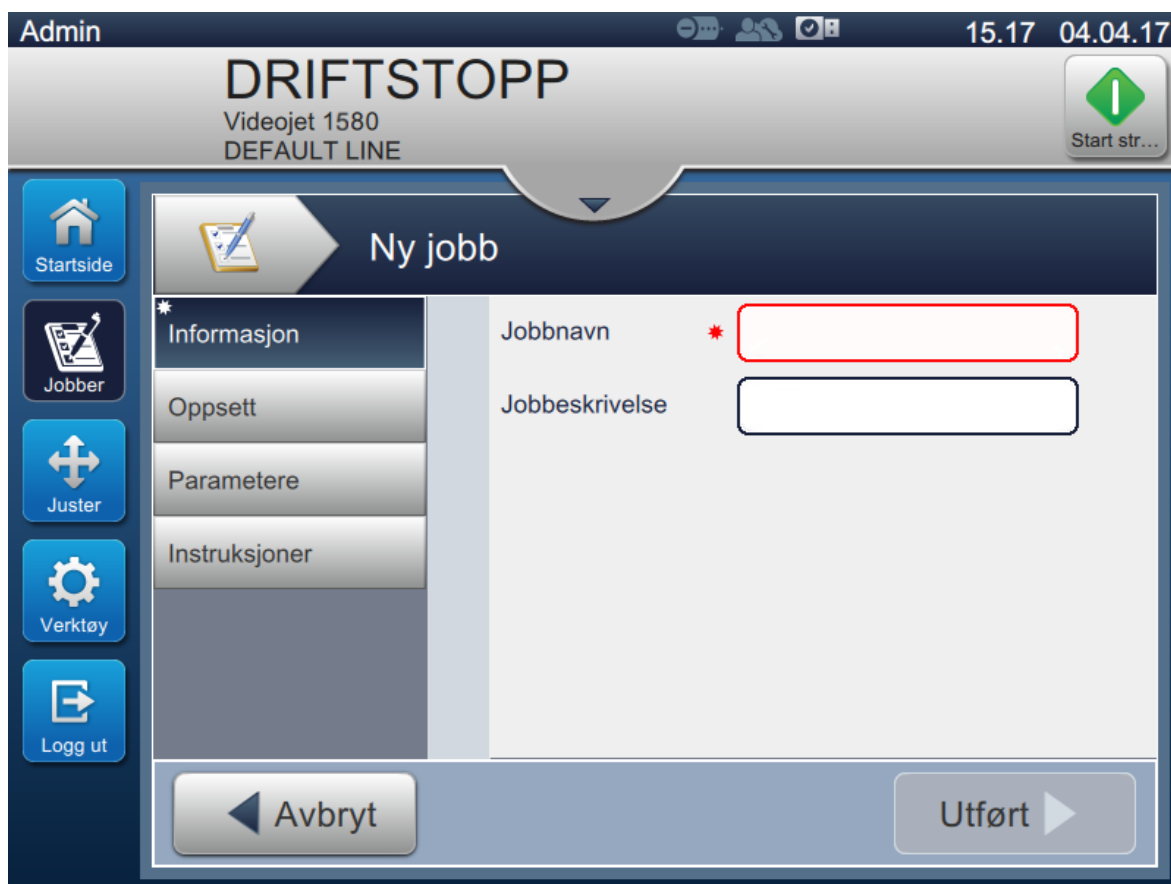 Admin 15.17 04.04.17
DRIFTSTOPP
Videojet 1580
DEFAULT LINE
Start str...
Startside
Jobber
Juster
Verktøy
Logg ut
Ny jobb
Informasjon
Oppsett
Parametere
Instruksjoner
Jobbnavn
Jobbeskrivelse
Avbryt
Utført